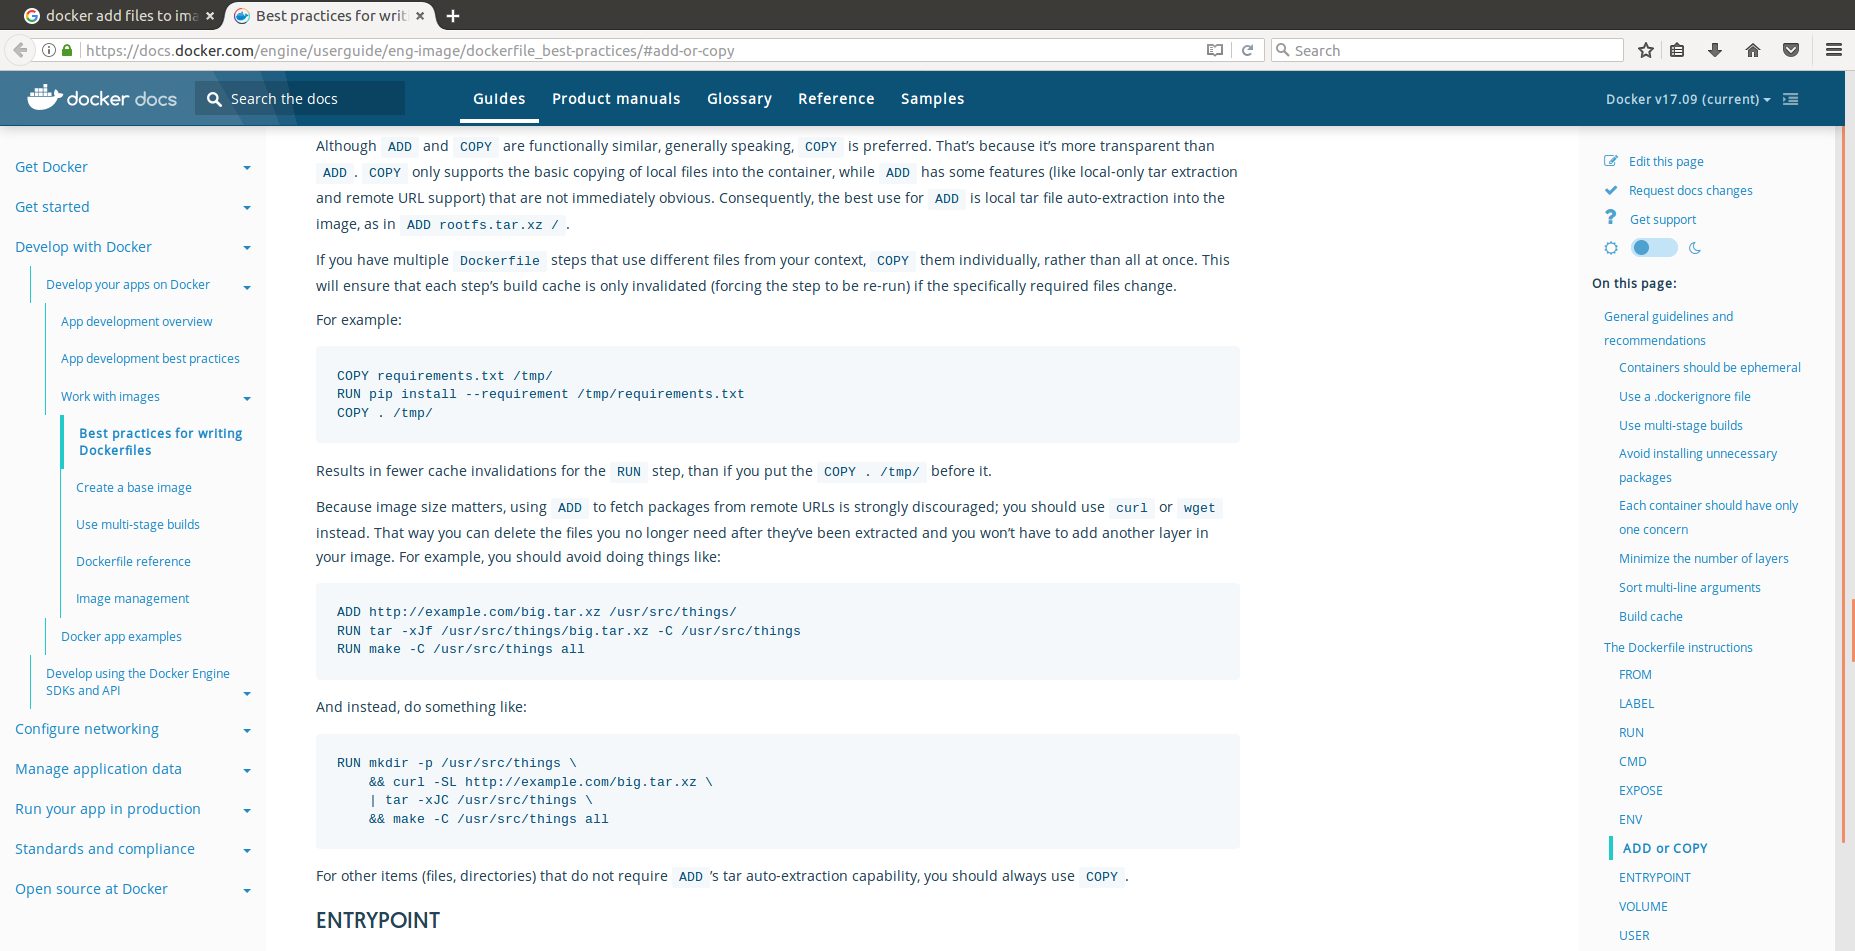 docker add files to ima
Best practices for writ
https://docs.docker.com/engine/userguide/eng-image/dockerfile_best-practices/#add-or-copy
Search
docker docs
Search the docs
Guides
Product manuals
Glossary
Reference
Samples
Docker v17.09 (current)
Get Docker
Get started
Develop with Docker
Develop your apps on Docker
App development overview
App development best practices
Work with images
Best practices for writing
Dockerfiles
Create a base image
Use multi-stage builds
Dockerfile reference
Image management
Docker app examples
Develop using the Docker Engine
SDKs and API
Configure networking
Manage application data
Run your app in production
Standards and compliance
Open source at Docker
Although ADD and COPY are functionally similar, generally speaking, COPY is preferred. That’s because it’s more transparent than
ADD . COPY only supports the basic copying of local files into the container, while ADD has some features (like local-only tar extraction
and remote URL support) that are not immediately obvious. Consequently, the best use for ADD is local tar file auto-extraction into the
image, as in ADD rootfs.tar.xz / .
If you have multiple Dockerfile steps that use different files from your context, COPY them individually, rather than all at once. This
will ensure that each step’s build cache is only invalidated (forcing the step to be re-run) if the specifically required files change.
For example:
COPY requirements.txt /tmp/
RUN pip install --requirement /tmp/requirements.txt
COPY . /tmp/
Results in fewer cache invalidations for the RUN step, than if you put the COPY . /tmp/ before it.
Because image size matters, using ADD to fetch packages from remote URLs is strongly discouraged; you should use curl or wget
instead. That way you can delete the files you no longer need after they’ve been extracted and you won’t have to add another layer in
your image. For example, you should avoid doing things like:
ADD http://example.com/big.tar.xz /usr/src/things/
RUN tar -xJf /usr/src/things/big.tar.xz -C /usr/src/things
RUN make -C /usr/src/things all
And instead, do something like:
RUN mkdir -p /usr/src/things \
&& curl -SL http://example.com/big.tar.xz \
| tar -xJC /usr/src/things \
&& make -C /usr/src/things all
For other items (files, directories) that do not require ADD ’s tar auto-extraction capability, you should always use COPY .
ENTRYPOINT
Edit this page
Request docs changes
Get support
On this page:
General guidelines and
recommendations
Containers should be ephemeral
Use a .dockerignore file
Use multi-stage builds
Avoid installing unnecessary
packages
Each container should have only
one concern
Minimize the number of layers
Sort multi-line arguments
Build cache
The Dockerfile instructions
FROM
LABEL
RUN
CMD
EXPOSE
ENV
ADD or COPY
ENTRYPOINT
VOLUME
USER